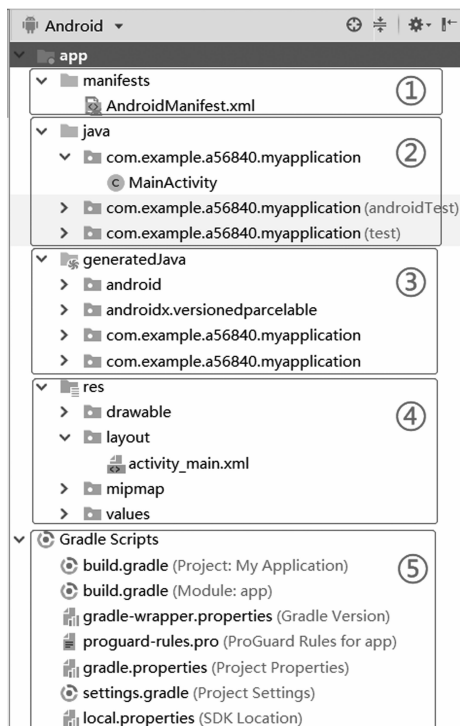 Android
app
manifests
①
AndroidManifest.xml
java
com.example.a56840.myapplication
②
C MainActivity
com.example.a56840.myapplication (androidTest)
com.example.a56840.myapplication (test)
generatedJava
③
android
androidx.versionedparcelable
com.example.a56840.myapplication
com.example.a56840.myapplication
res
drawable
④
layout
activity_main.xml
mipmap
values
Gradle Scripts
build.gradle (Project: My Application)
⑤
build.gradle (Module: app)
gradle-wrapper.properties (Gradle Version)
proguard-rules.pro (ProGuard Rules for app)
gradle.properties (Project Properties)
settings.gradle (Project Settings)
local.properties (SDK Location)